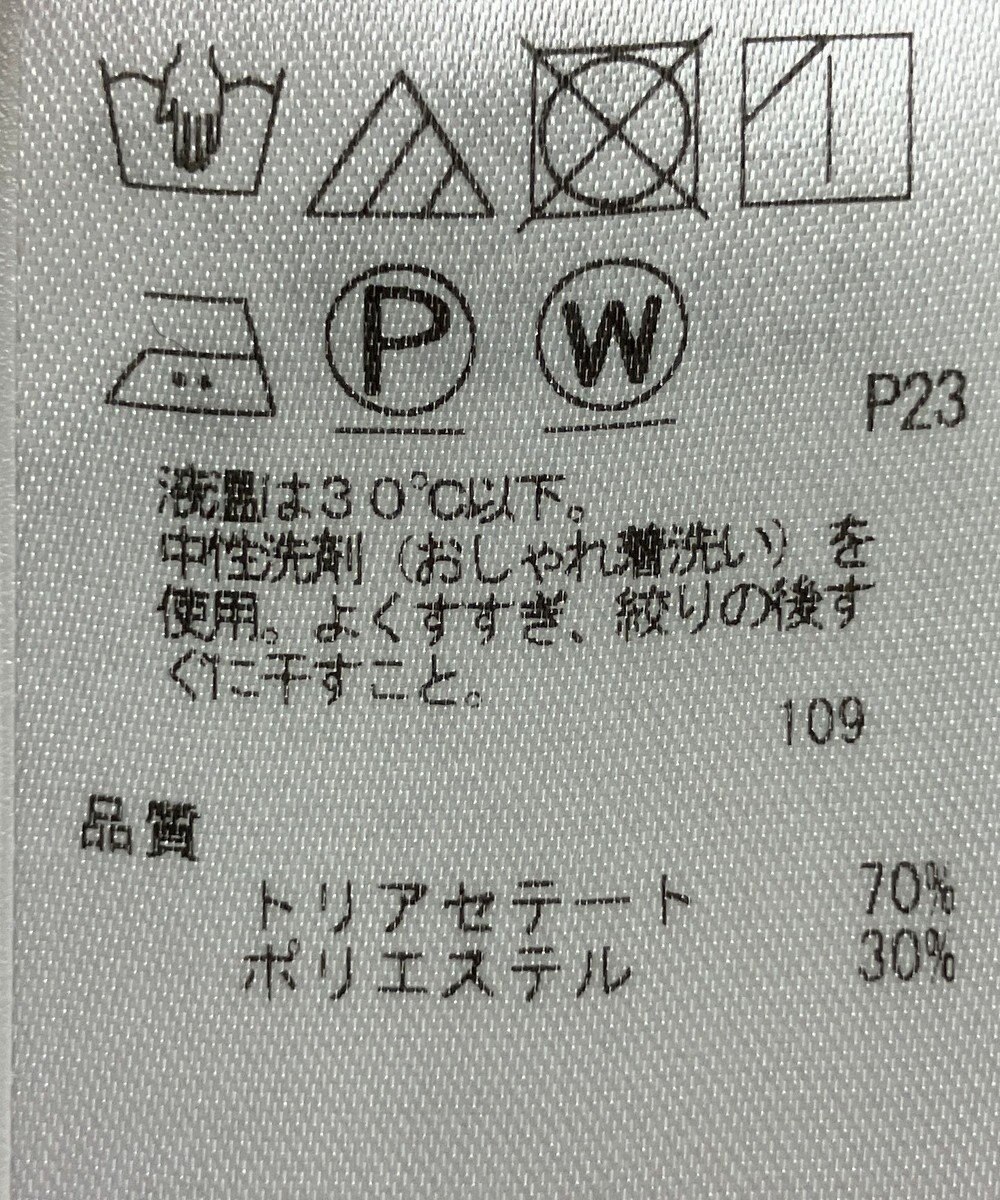 P
W
P23
液温は30℃以下。
中性洗剤（おしゃれ着洗い）を
使用。よくすすぎ、絞りの後す
ぐに干すこと。
109
品質
トリアセテート 70%
ポリエステル 30%